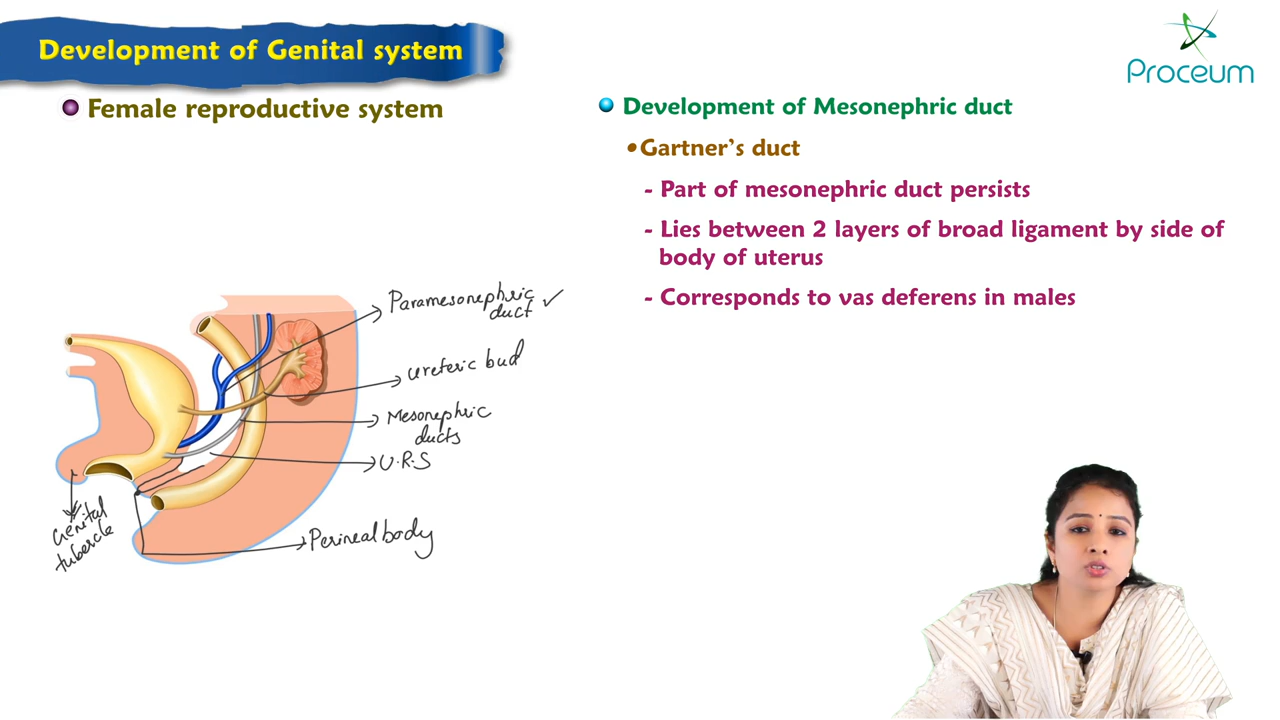 Development of Genital system
Proceum
Female reproductive system
Development of Mesonephric duct
•Gartner's duct
- Part of mesonephric duct persists
- Lies between 2 layers of broad ligament by side of
body of uterus
- Corresponds to vas deferens in males
Paramesonephric
duct ✓
ureteric bud
Mesonephric
ducts
U.R.S
Perineal body
Genital
tubercle